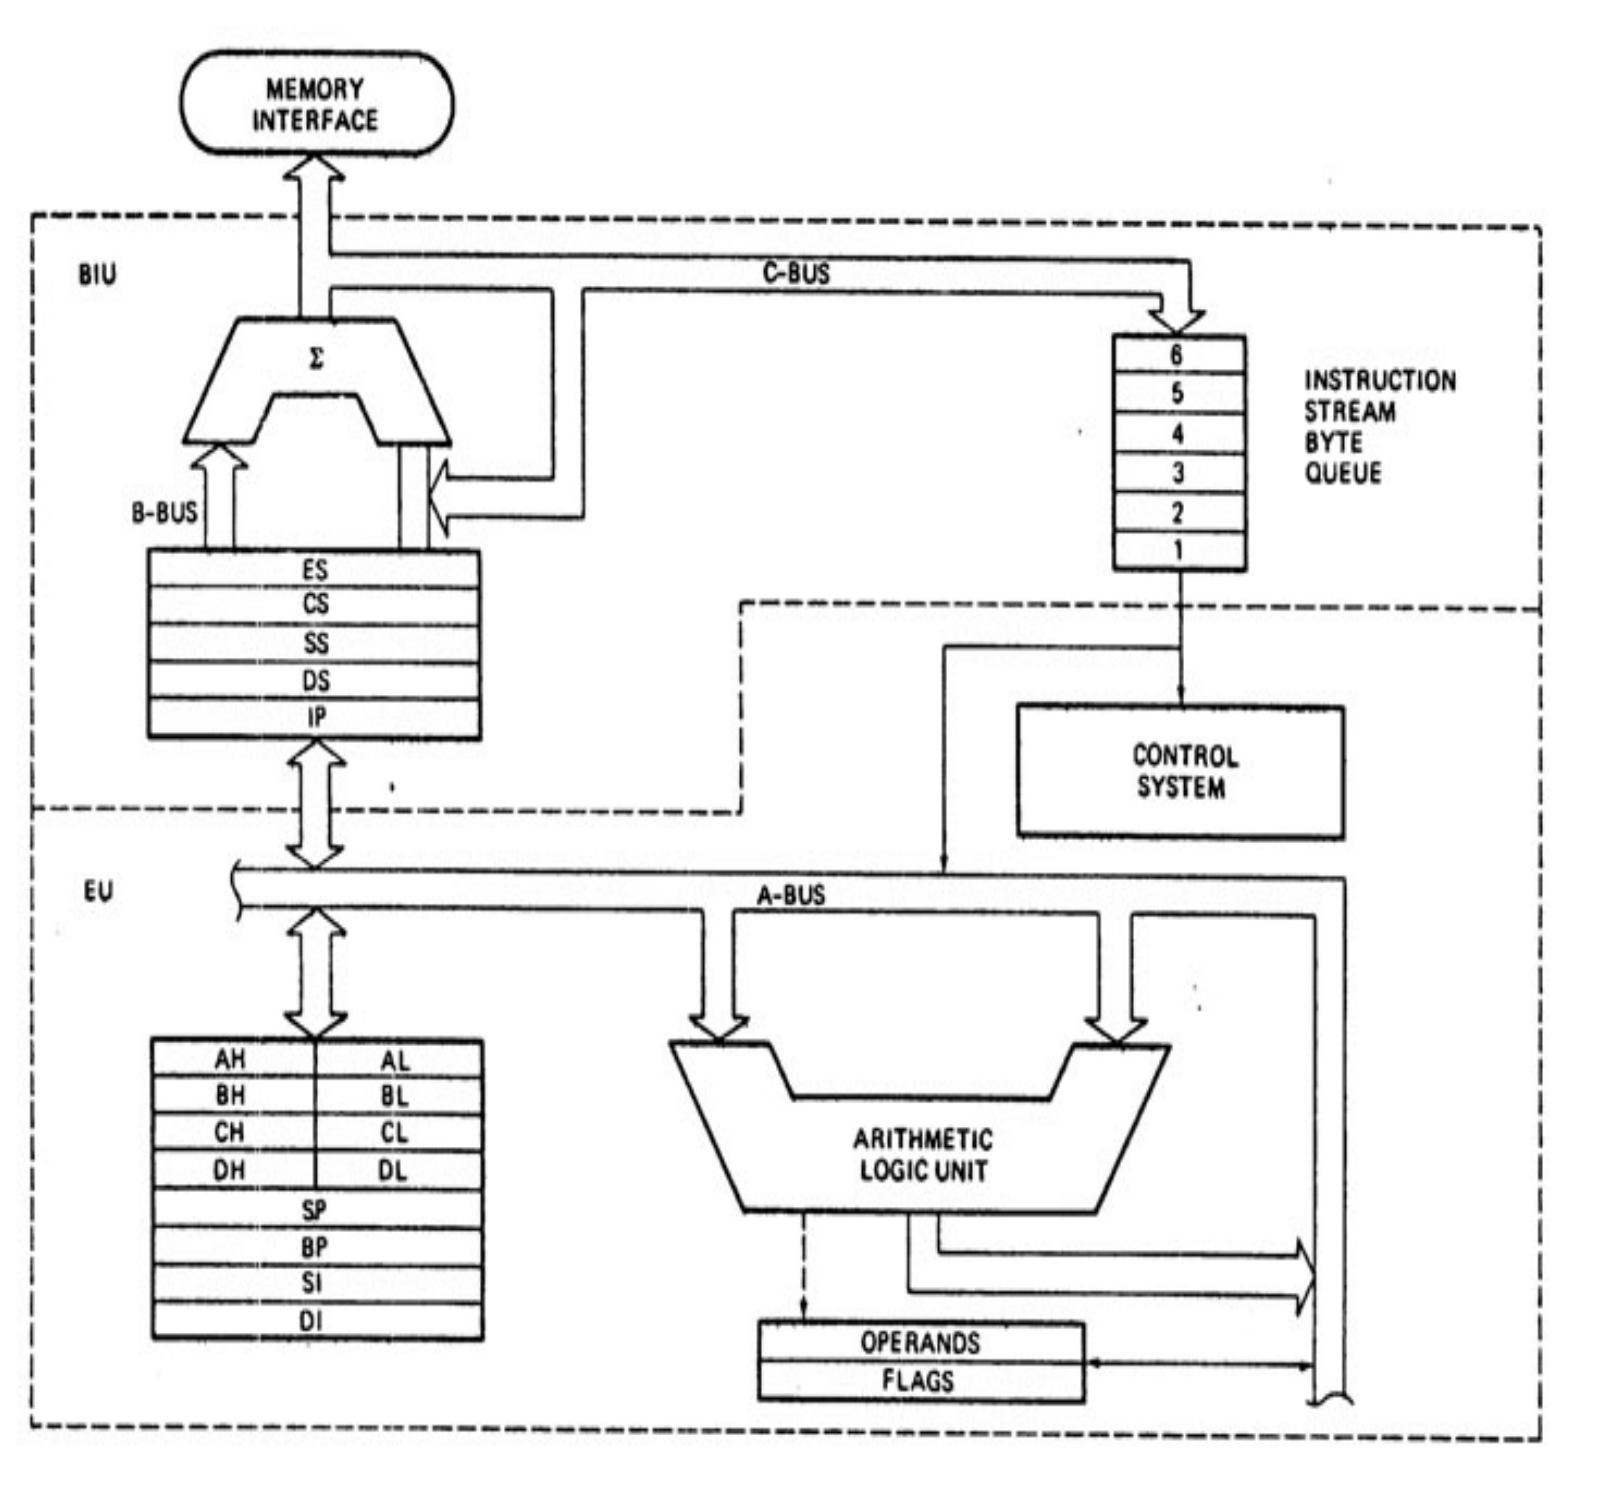 MEMORY
INTERFACE
BIU
C-BUS
Σ
6
5
4
3
2
1
INSTRUCTION
STREAM
BYTE
QUEUE
B-BUS
ES
CS
SS
DS
IP
CONTROL
SYSTEM
EU
A-BUS
AH AL
BH BL
CH CL
DH DL
SP
BP
SI
DI
ARITHMETIC
LOGIC UNIT
OPERANDS
FLAGS